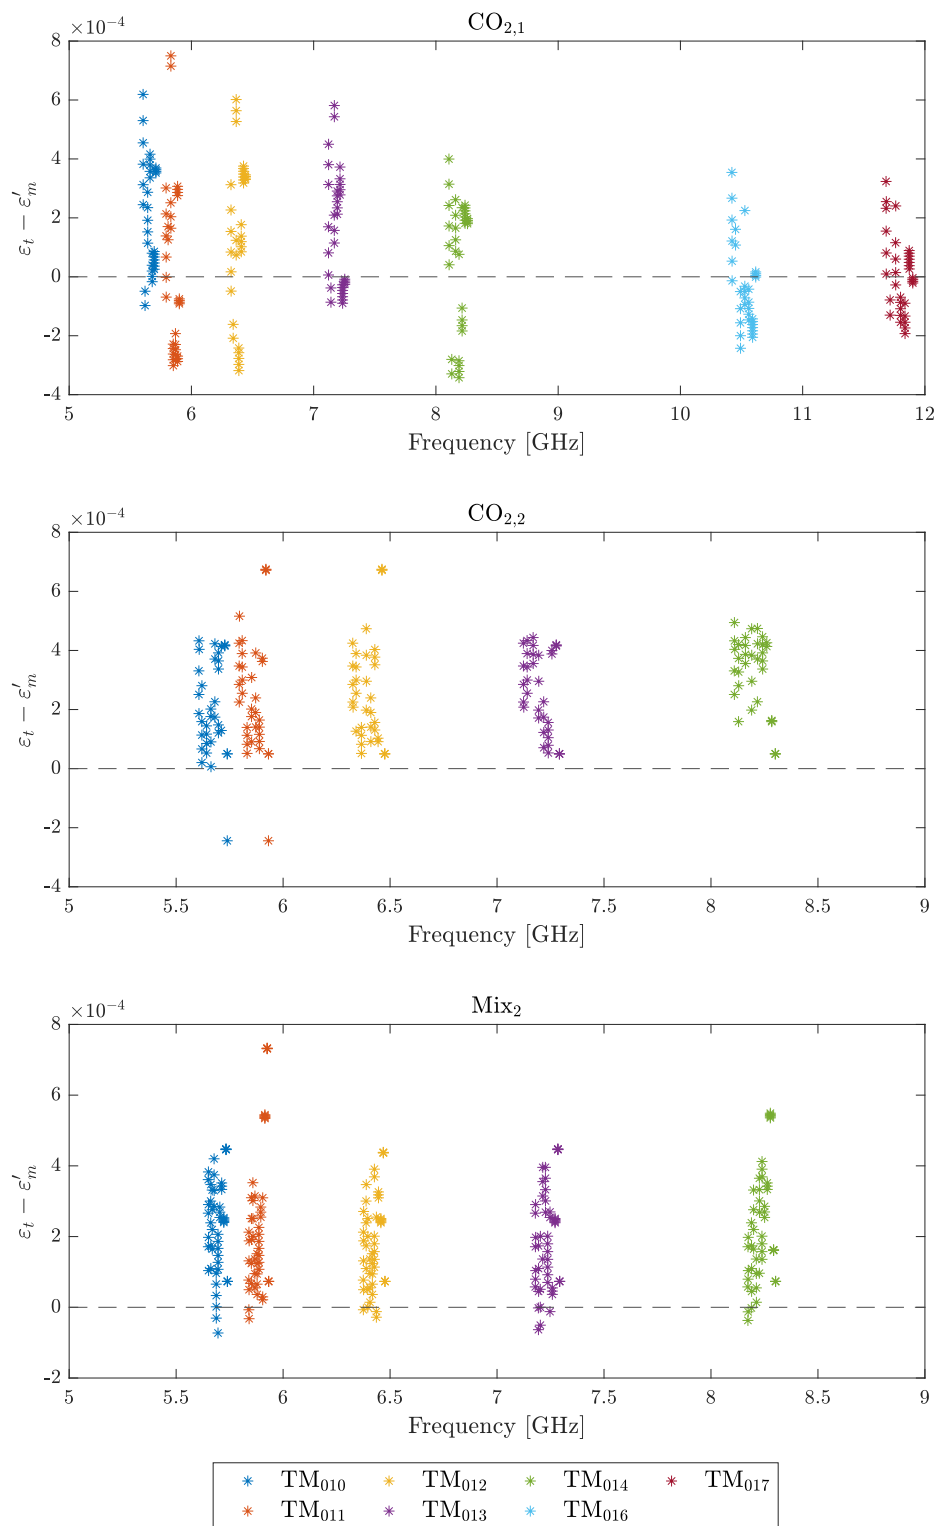 ×10⁻⁴
CO₂,₁
8
6
4
2
0
-2
-4
εₜ − ε′ₘ
5 6 7 8 9 10 11 12
Frequency [GHz]
×10⁻⁴
CO₂,₂
8
6
4
2
0
-2
-4
εₜ − ε′ₘ
5 5.5 6 6.5 7 7.5 8 8.5 9
Frequency [GHz]
×10⁻⁴
Mix₂
8
6
4
2
0
-2
εₜ − ε′ₘ
5 5.5 6 6.5 7 7.5 8 8.5 9
Frequency [GHz]
TM₀₁₀ TM₀₁₂ TM₀₁₄ TM₀₁₇
TM₀₁₁ TM₀₁₃ TM₀₁₆